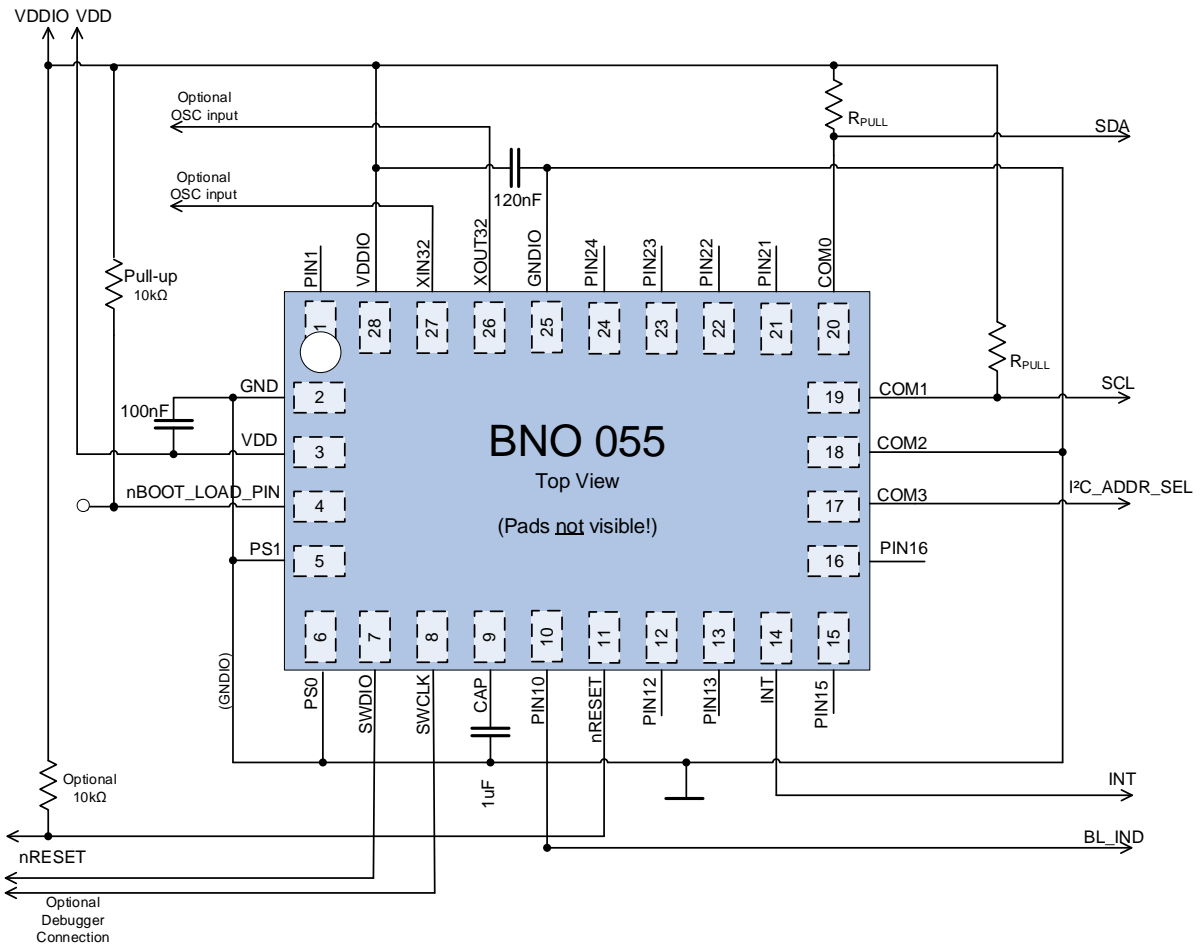 VDDIO VDD
Optional
OSC input
R_PULL
SDA
Optional
OSC input
120nF
Pull-up
10kΩ
PIN1
VDDIO
XIN32
XOUT32
GNDIO
PIN24
PIN23
PIN22
PIN21
COM0
1
28
27
26
25
24
23
22
21
20
R_PULL
GND
2
19
COM1
SCL
100nF
VDD
3
18
COM2
nBOOT_LOAD_PIN
4
17
COM3
I²C_ADDR_SEL
PS1
5
16
PIN16
BNO 055
Top View
(Pads not visible!)
6
7
8
9
10
11
12
13
14
15
(GNDIO)
PS0
SWDIO
SWCLK
CAP
PIN10
nRESET
PIN12
PIN13
INT
PIN15
Optional
10kΩ
1uF
INT
nRESET
BL_IND
Optional
Debugger
Connection